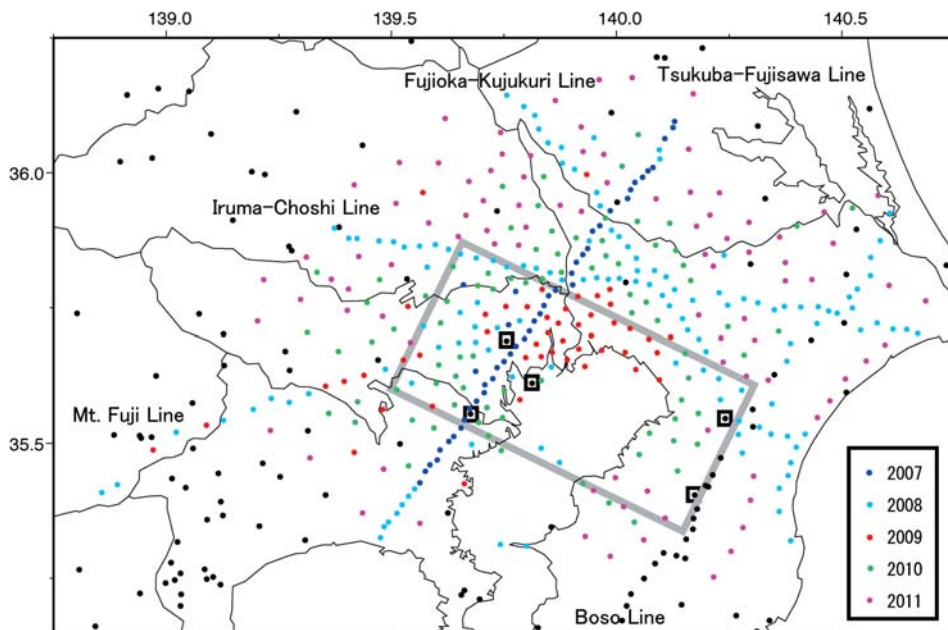 139.0 139.5 140.0 140.5
Fujioka-Kujukuri Line
Tsukuba-Fujisawa Line
36.0
Iruma-Choshi Line
Mt. Fuji Line
35.5
2007
2008
2009
2010
2011
Boso Line